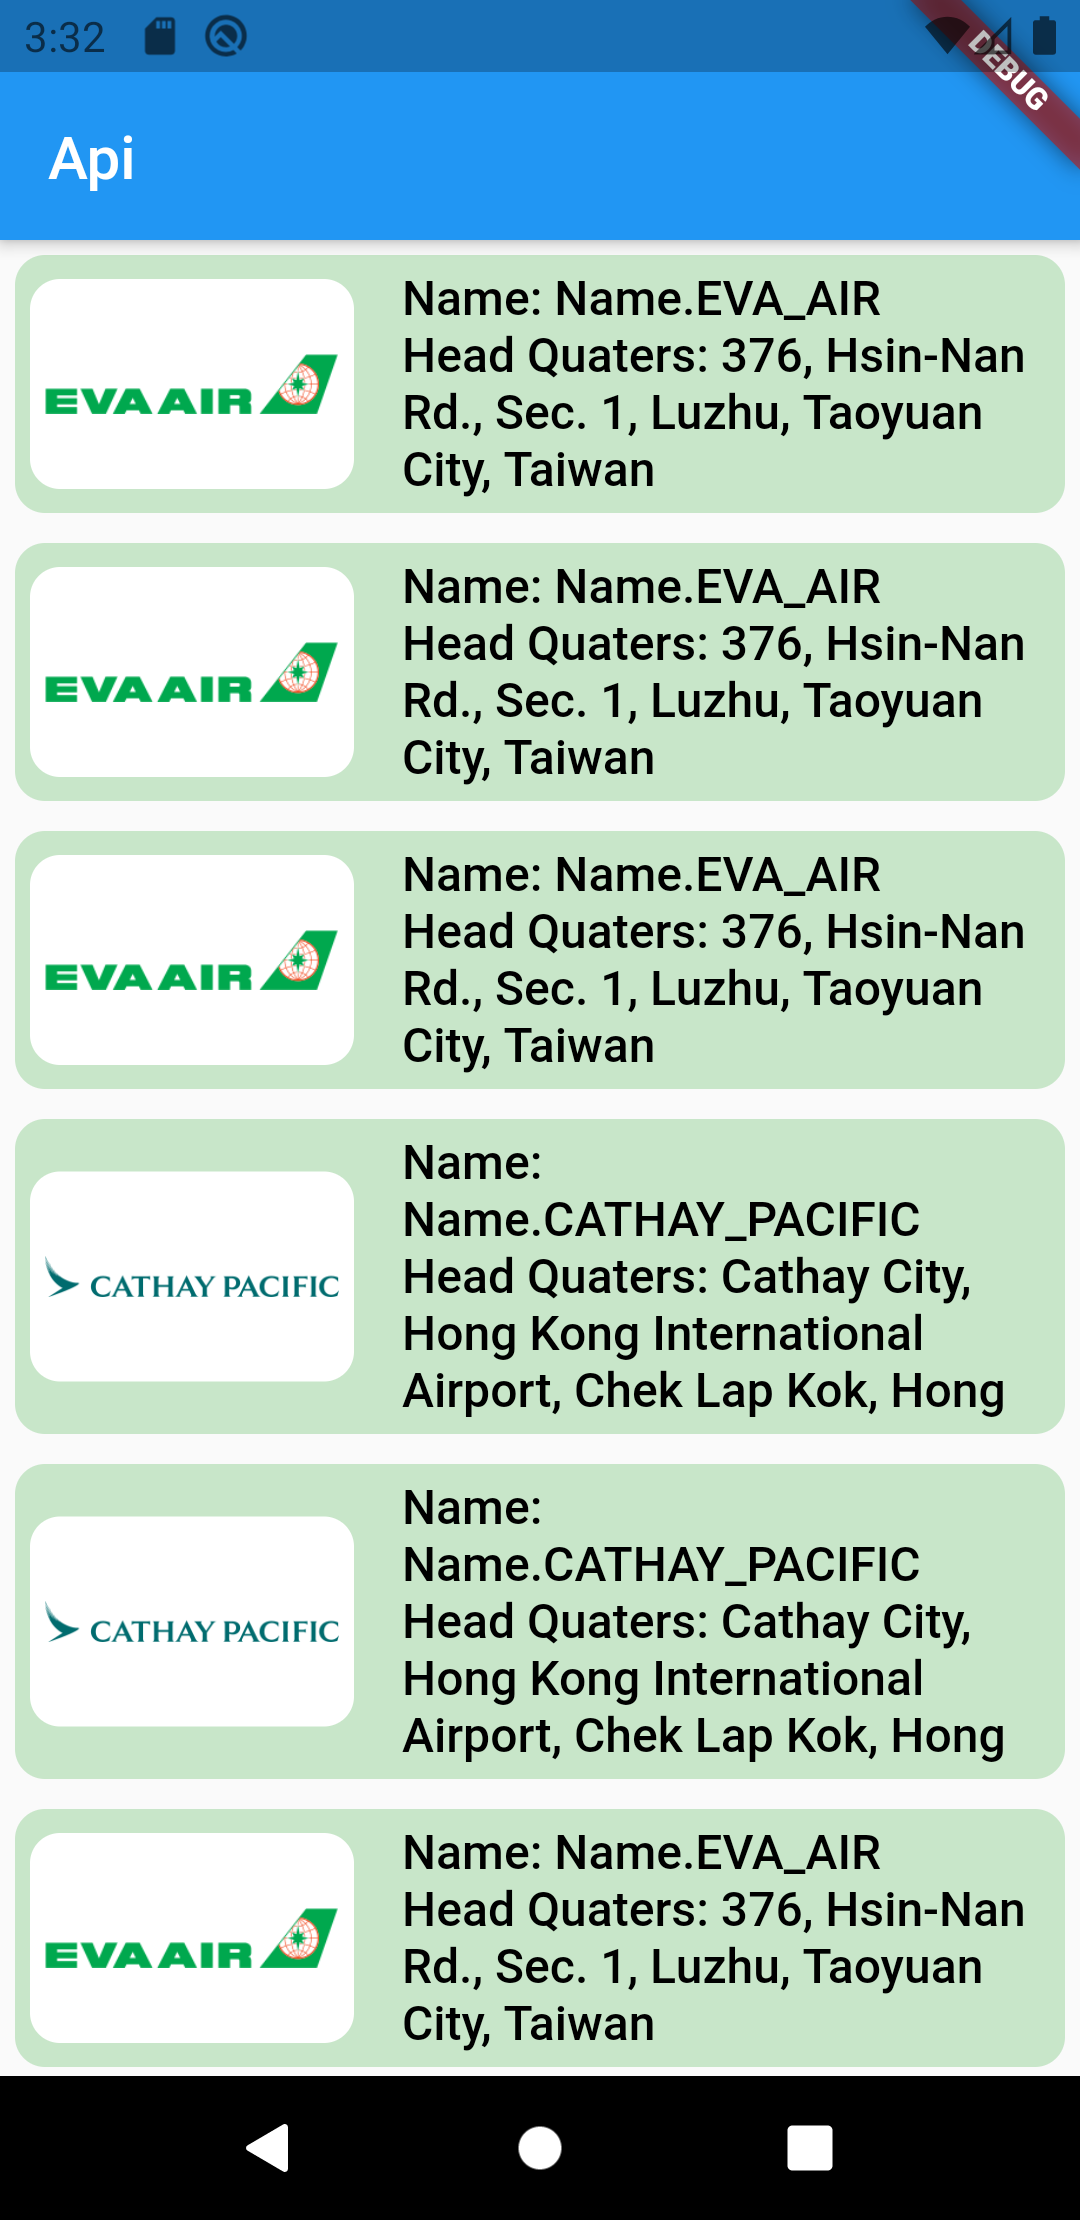 3:32
DEBUG
Api
EVA AIR
Name: Name.EVA_AIR
Head Quaters: 376, Hsin-Nan
Rd., Sec. 1, Luzhu, Taoyuan
City, Taiwan
EVA AIR
Name: Name.EVA_AIR
Head Quaters: 376, Hsin-Nan
Rd., Sec. 1, Luzhu, Taoyuan
City, Taiwan
EVA AIR
Name: Name.EVA_AIR
Head Quaters: 376, Hsin-Nan
Rd., Sec. 1, Luzhu, Taoyuan
City, Taiwan
CATHAY PACIFIC
Name:
Name.CATHAY_PACIFIC
Head Quaters: Cathay City,
Hong Kong International
Airport, Chek Lap Kok, Hong
CATHAY PACIFIC
Name:
Name.CATHAY_PACIFIC
Head Quaters: Cathay City,
Hong Kong International
Airport, Chek Lap Kok, Hong
EVA AIR
Name: Name.EVA_AIR
Head Quaters: 376, Hsin-Nan
Rd., Sec. 1, Luzhu, Taoyuan
City, Taiwan